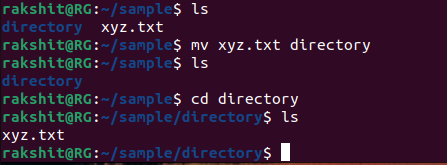 rakshit@RG:~/sample$ ls
directory  xyz.txt
rakshit@RG:~/sample$ mv xyz.txt directory
rakshit@RG:~/sample$ ls
directory
rakshit@RG:~/sample$ cd directory
rakshit@RG:~/sample/directory$ ls
xyz.txt
rakshit@RG:~/sample/directory$